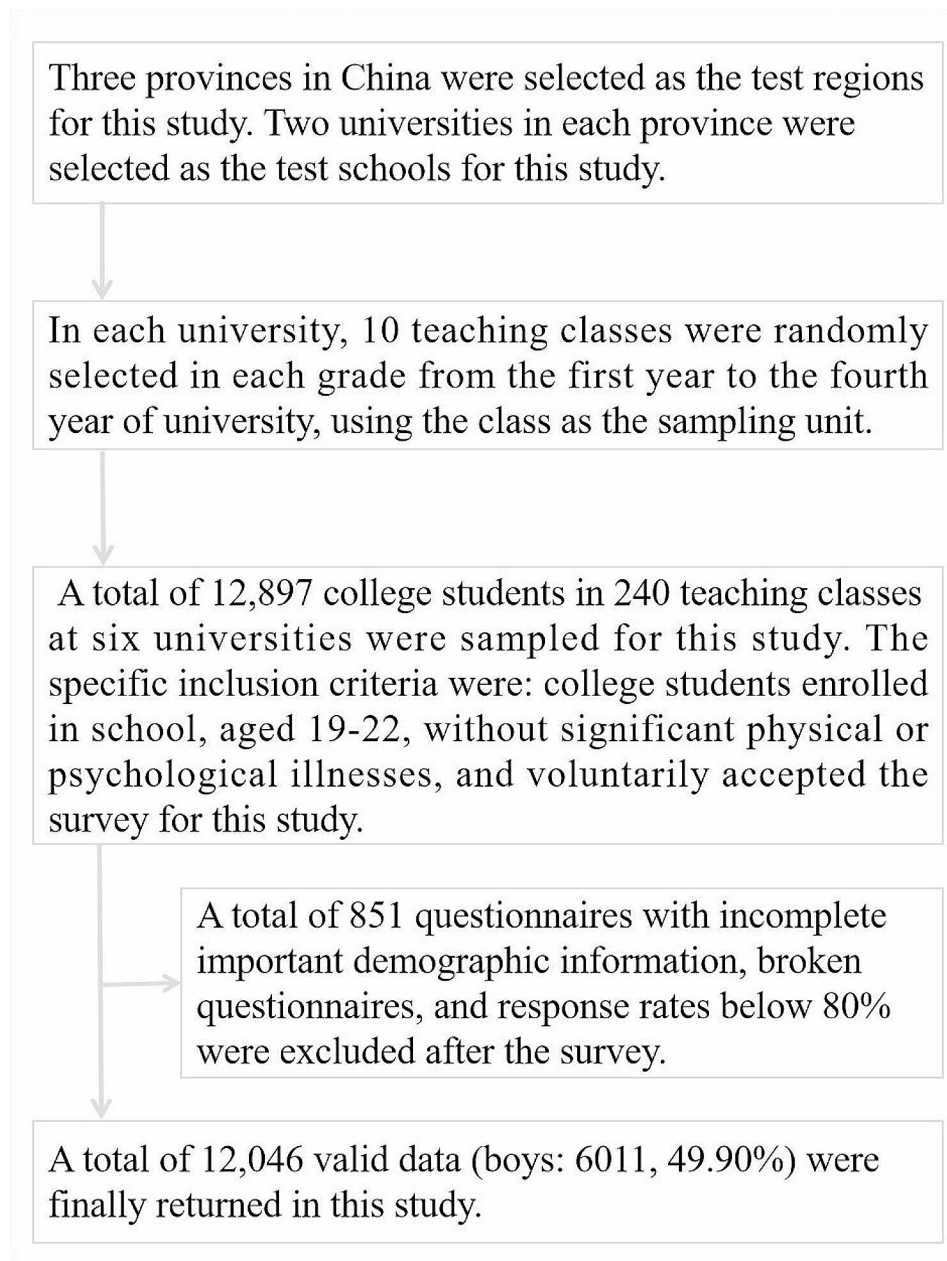 Three provinces in China were selected as the test regions
for this study. Two universities in each province were
selected as the test schools for this study.
In each university, 10 teaching classes were randomly
selected in each grade from the first year to the fourth
year of university, using the class as the sampling unit.
A total of 12,897 college students in 240 teaching classes
at six universities were sampled for this study. The
specific inclusion criteria were: college students enrolled
in school, aged 19-22, without significant physical or
psychological illnesses, and voluntarily accepted the
survey for this study.
A total of 851 questionnaires with incomplete
important demographic information, broken
questionnaires, and response rates below 80%
were excluded after the survey.
A total of 12,046 valid data (boys: 6011, 49.90%) were
finally returned in this study.